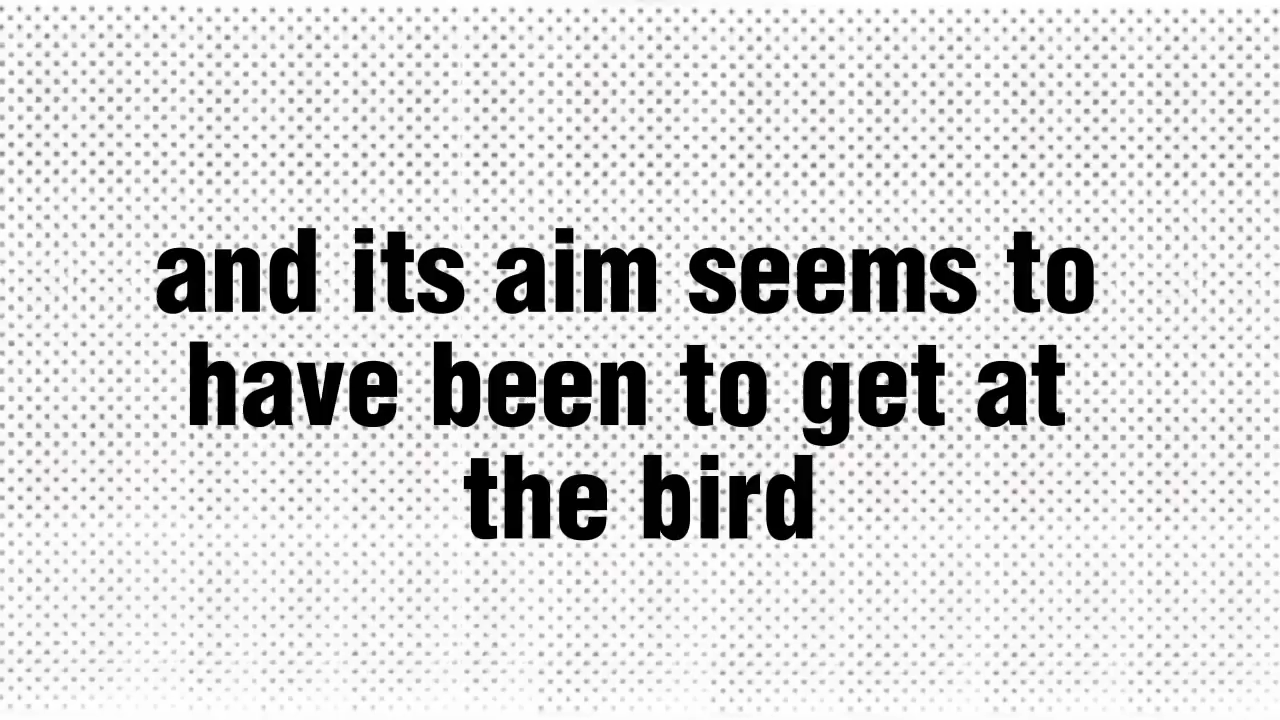 and its aim seems to
have been to get at
the bird